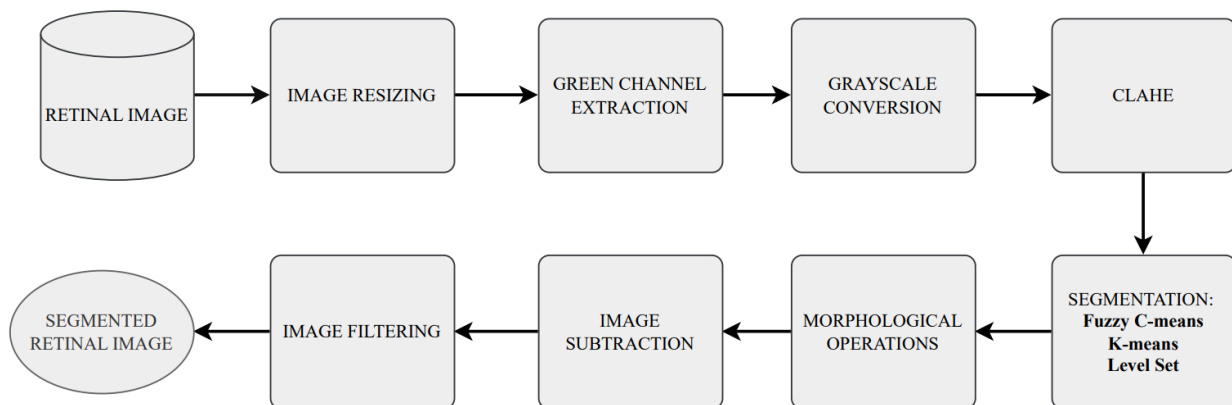 RETINAL IMAGE
IMAGE RESIZING
GREEN CHANNEL
EXTRACTION
GRAYSCALE
CONVERSION
CLAHE
SEGMENTATION:
Fuzzy C-means
K-means
Level Set
MORPHOLOGICAL
OPERATIONS
IMAGE
SUBTRACTION
IMAGE FILTERING
SEGMENTED
RETINAL IMAGE